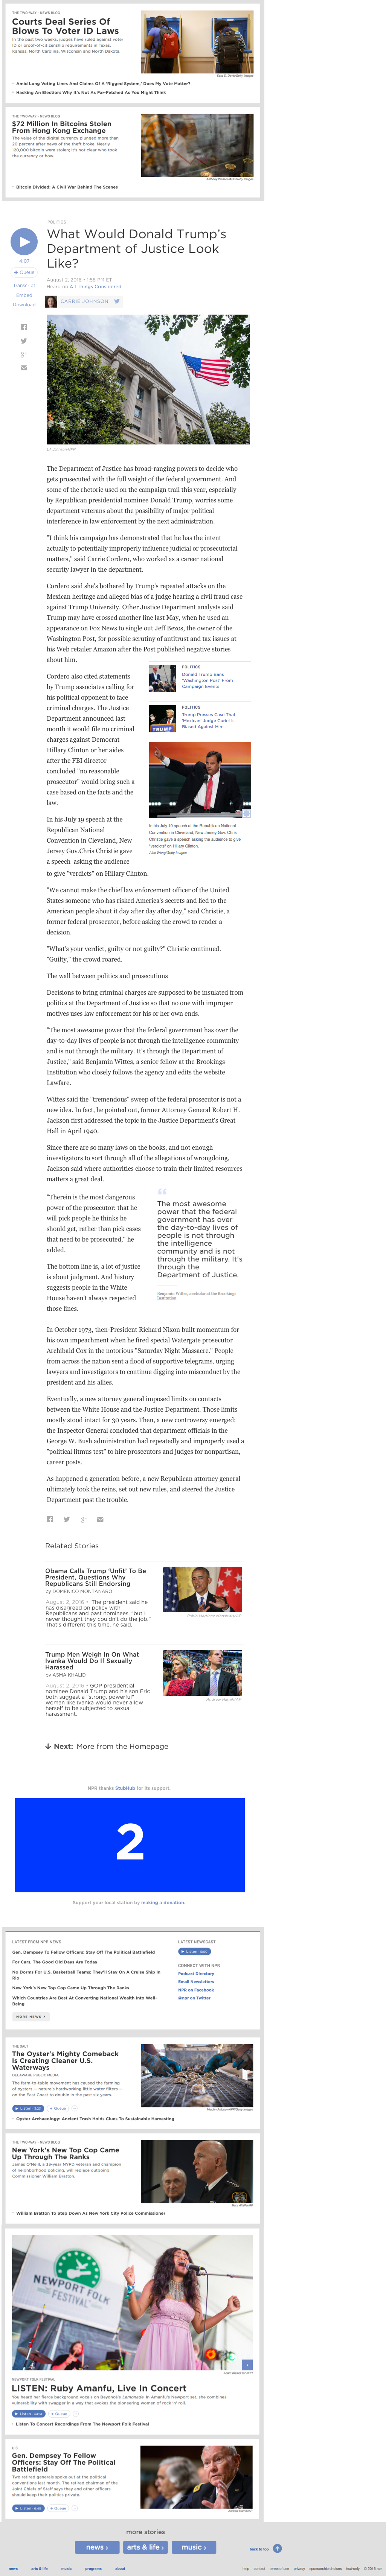 THE TWO-WAY - NEWS BLOG
Courts Deal Series Of
Blows To Voter ID Laws
In the past two weeks, judges have ruled against voter
ID or proof-of-citizenship requirements in Texas,
Kansas, North Carolina, Wisconsin and North Dakota.
Amid Long Voting Lines And Claims Of A 'Rigged System,' Does My Vote Matter?
Hacking An Election: Why It's Not As Far-Fetched As You Might Think
THE TWO-WAY - NEWS BLOG
$72 Million In Bitcoins Stolen
From Hong Kong Exchange
The value of the digital currency plunged more than
20 percent after news of the theft broke. Nearly
120,000 bitcoin were stolen; it's not clear who took
the currency or how.
Bitcoin Divided: A Civil War Behind The Scenes
POLITICS
What Would Donald Trump's
Department of Justice Look
Like?
4:07
Queue
Transcript
Embed
Download
August 2, 2016 • 1:58 PM ET
Heard on All Things Considered
CARRIE JOHNSON
The Department of Justice has broad-ranging powers to decide who
gets prosecuted with the full weight of the federal government. And
some of the rhetoric used on the campaign trail this year, especially
by Republican presidential nominee Donald Trump, worries some
department veterans about the possibility of major political
interference in law enforcement by the next administration.
"I think his campaign has demonstrated that he has the intent
actually to potentially improperly influence judicial or prosecutorial
matters," said Carrie Cordero, who worked as a career national
security lawyer in the department.
Cordero said she's bothered by Trump's repeated attacks on the
Mexican heritage and alleged bias of a judge hearing a civil fraud case
against Trump University. Other Justice Department analysts said
Trump may have crossed another line last May, when he used an
appearance on Fox News to single out Jeff Bezos, the owner of the
Washington Post, for possible scrutiny of antitrust and tax issues at
his Web retailer Amazon after the Post published negative stories
about him.
Cordero also cited statements
by Trump associates calling for
his political opponent to face
criminal charges. The Justice
Department announced last
month it would file no criminal
charges against Democrat
Hillary Clinton or her aides
after the FBI director
concluded "no reasonable
prosecutor" would bring such a
case based on the facts and the
law.
POLITICS
Donald Trump Bans
'Washington Post' From
Campaign Events
POLITICS
Trump Presses Case That
'Mexican' Judge Curiel Is
Biased Against Him
TRUMP
In his July 19 speech at the Republican National
Convention in Cleveland, New Jersey Gov. Chris
Christie gave a speech asking the audience to give
"verdicts" on Hillary Clinton.
Alex Wong/Getty Images
In his July 19 speech at the
Republican National
Convention in Cleveland, New
Jersey Gov.Chris Christie gave
a speech asking the audience
to give "verdicts" on Hillary Clinton.
"We cannot make the chief law enforcement officer of the United
States someone who has risked America's secrets and lied to the
American people about it day after day after day," said Christie, a
former federal prosecutor, before asking the crowd to render a
decision.
"What's your verdict, guilty or not guilty?" Christie continued.
"Guilty," the crowd roared.
The wall between politics and prosecutions
Decisions to bring criminal charges are supposed to be insulated from
politics at the Department of Justice so that no one with improper
motives uses law enforcement for his or her own ends.
"The most awesome power that the federal government has over the
day-to-day lives of people is not through the intelligence community
and is not through the military. It's through the Department of
Justice," said Benjamin Wittes, a senior fellow at the Brookings
Institution who closely follows the agency and edits the website
Lawfare.
Wittes said the "tremendous" sweep of the federal prosecutor is not a
new idea. In fact, he pointed out, former Attorney General Robert H.
Jackson first addressed the topic in the Justice Department's Great
Hall in April 1940.
Since there are so many laws on the books, and not enough
investigators to sort through all of the allegations of wrongdoing,
Jackson said where authorities choose to train their limited resources
matters a great deal.
"Therein is the most dangerous
power of the prosecutor: that he
will pick people he thinks he
should get, rather than pick cases
that need to be prosecuted," he
added.
The bottom line is, a lot of justice
is about judgment. And history
suggests people in the White
House haven't always respected
those lines.
The most awesome
power that the federal
government has over
the day-to-day lives of
people is not through
the intelligence
community and is not
through the military. It's
through the
Department of Justice.
Benjamin Wittes, a scholar at the Brookings
Institution.
In October 1973, then-President Richard Nixon built momentum for
his own impeachment when he fired special Watergate prosecutor
Archibald Cox in the notorious "Saturday Night Massacre." People
from across the nation sent a flood of supportive telegrams, urging
lawyers and investigators to continue digging into misconduct by the
president and his allies.
Eventually, a new attorney general imposed limits on contacts
between the White House and the Justice Department. Those limits
mostly stood intact for 30 years. Then, a new controversy emerged:
the Inspector General concluded that department officials in the
George W. Bush administration had repeatedly and improperly used a
"political litmus test" to hire prosecutors and judges for nonpartisan,
career posts.
As happened a generation before, a new Republican attorney general
ultimately took the reins, set out new rules, and steered the Justice
Department past the trouble.
Related Stories
Obama Calls Trump 'Unfit' To Be
President, Questions Why
Republicans Still Endorsing
by DOMENICO MONTANARO
August 2, 2016 • The president said he
has disagreed on policy with
Republicans and past nominees, "but I
never thought they couldn't do the job."
That's different this time, he said.
Trump Men Weigh In On What
Ivanka Would Do If Sexually
Harassed
by ASMA KHALID
August 2, 2016 • GOP presidential
nominee Donald Trump and his son Eric
both suggest a "strong, powerful"
woman like Ivanka would never allow
herself to be subjected to sexual
harassment.
Next: More from the Homepage
NPR thanks StubHub for its support.
2
Support your local station by making a donation.
LATEST FROM NPR NEWS
Gen. Dempsey To Fellow Officers: Stay Off The Political Battlefield
For Cars, The Good Old Days Are Today
No Dorms For U.S. Basketball Teams; They'll Stay On A Cruise Ship In
Rio
New York's New Top Cop Came Up Through The Ranks
Which Countries Are Best At Converting National Wealth Into Well-
Being
MORE NEWS
LATEST NEWSCAST
CONNECT WITH NPR
Podcast Directory
Email Newsletters
NPR on Facebook
@npr on Twitter
THE SALT
The Oyster's Mighty Comeback
Is Creating Cleaner U.S.
Waterways
DELAWARE PUBLIC MEDIA
The farm-to-table movement has caused the farming
of oysters — nature's hardworking little water filters —
on the East Coast to double in the past six years.
Queue
Oyster Archaeology: Ancient Trash Holds Clues To Sustainable Harvesting
THE TWO-WAY - NEWS BLOG
New York's New Top Cop Came
Up Through The Ranks
James O'Neill, a 33-year NYPD veteran and champion
of neighborhood policing, will replace outgoing
Commissioner William Bratton.
William Bratton To Step Down As New York City Police Commissioner
NEWPORT FOLK
FESTIVAL
NEWPORT FOLK FESTIVAL
LISTEN: Ruby Amanfu, Live In Concert
You heard her fierce background vocals on Beyoncé's Lemonade. In Amanfu's Newport set, she combines
vulnerability with swagger in a way that evokes the pioneering women of rock 'n' roll.
Queue
Listen To Concert Recordings From The Newport Folk Festival
U.S.
Gen. Dempsey To Fellow
Officers: Stay Off The Political
Battlefield
Two retired generals spoke out at the political
conventions last month. The retired chairman of the
Joint Chiefs of Staff says they and other officers
should keep their politics private.
Queue
more stories
news
arts & life
music
back to top
news
arts & life
music
programs
about
help
contact
terms of use
privacy
sponsorship choices
text-only
© 2016 npr